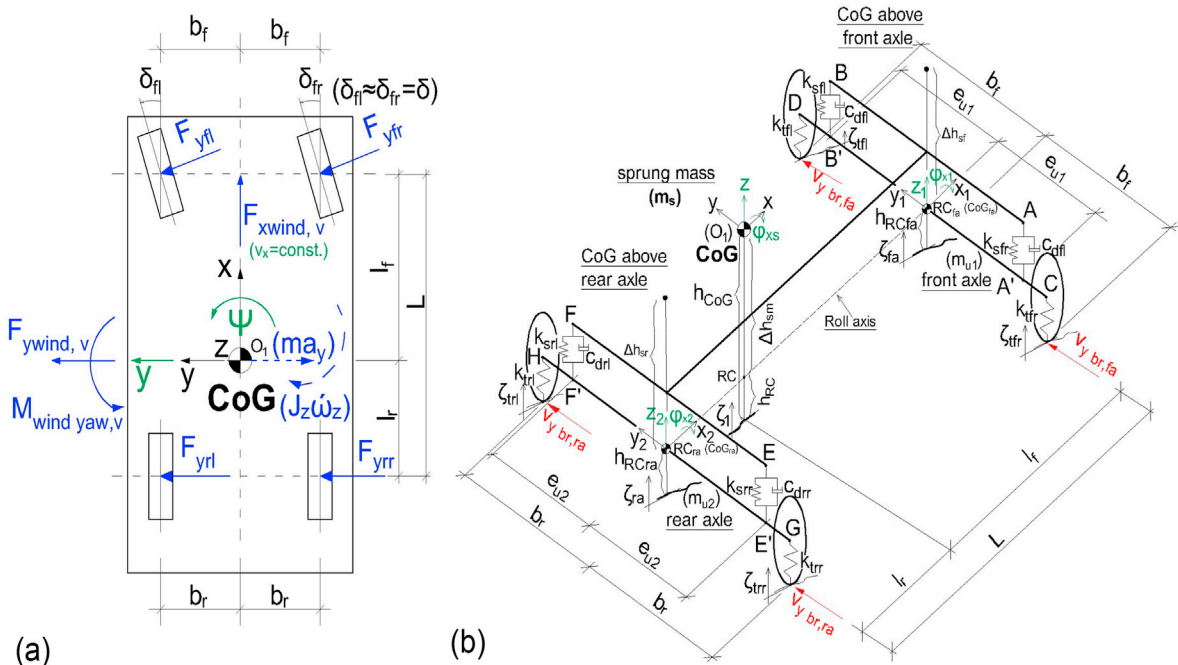 b_f
b_f
δ_fl
δ_fr
(δ_fl≈δ_fr=δ)
F_yfl
F_yfr
F_xwind, v
(v_x=const.)
l_f
L
x
Ψ
F_ywind, v
z
O_1
(ma_y)
y
y
CoG
(J_zω̇_z)
M_wind yaw,v
l_r
F_yrl
F_yrr
b_r
b_r
(a)
CoG above
front axle
B
b_f
k_sfl
e_u1
D
c_dfl
k_tfl
ζ_tfl
Δh_sf
B'
e_u1
b_f
v_y br,fa
sprung mass
(m_s)
z
x
y
(O_1)
φ_xs
CoG
z_1
φ_x1
x_1
y_1
RC_fa (CoG_fa)
h_RCfa
A
k_sfr
c_dfl
ζ_fa
(m_u1)
front axle
A'
C
k_tfr
ζ_tfr
v_y br,fa
CoG above
rear axle
h_CoG
Δh_sm
Roll axis
F
k_srl
H
c_drl
Δh_sr
k_trl
F'
ζ_trl
RC
h_RC
v_y br,ra
z_2
φ_x2
x_2
ζ_1
y_2
RC_ra (CoG_ra)
h_RCra
E
k_srr
c_drr
ζ_ra
(m_u2)
rear axle
E'
G
k_trr
ζ_trr
e_u2
e_u2
b_r
b_r
v_y br,ra
l_f
L
l_r
(b)